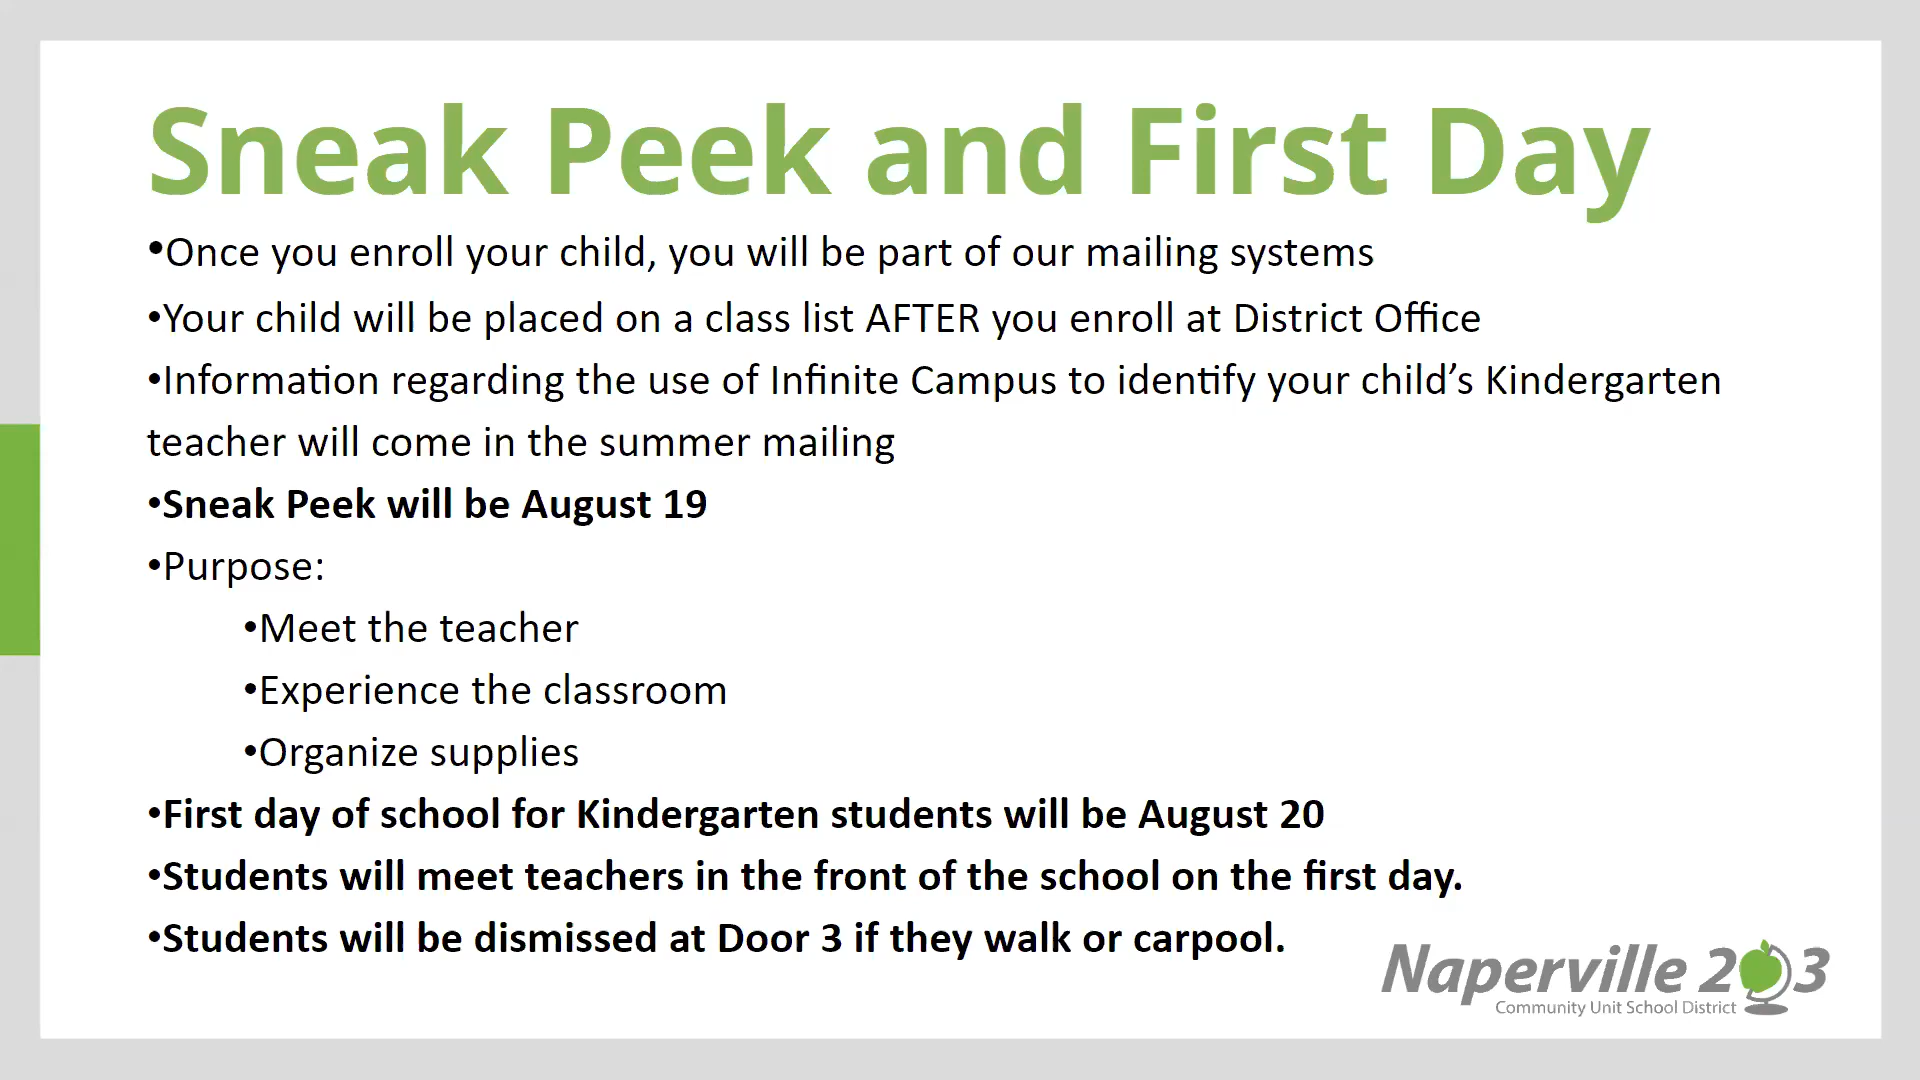 Sneak Peek and First Day
•Once you enroll your child, you will be part of our mailing systems
•Your child will be placed on a class list AFTER you enroll at District Office
•Information regarding the use of Infinite Campus to identify your child’s Kindergarten
teacher will come in the summer mailing
•Sneak Peek will be August 19
•Purpose:
•Meet the teacher
•Experience the classroom
•Organize supplies
•First day of school for Kindergarten students will be August 20
•Students will meet teachers in the front of the school on the first day.
•Students will be dismissed at Door 3 if they walk or carpool.
Naperville 203
Community Unit School District